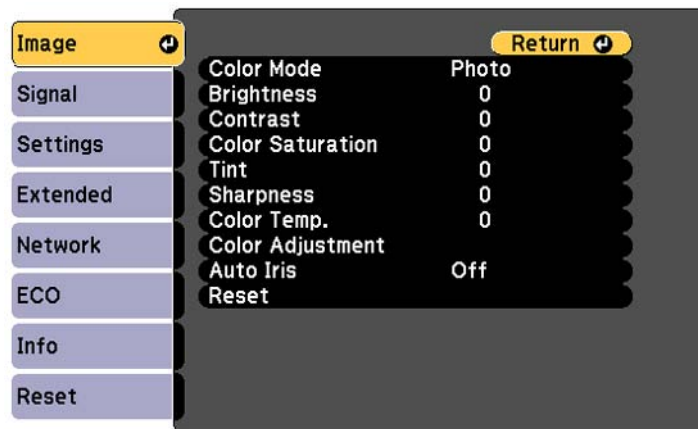 Image
Signal
Settings
Extended
Network
ECO
Info
Reset
Return
Color Mode Photo
Brightness 0
Contrast 0
Color Saturation 0
Tint 0
Sharpness 0
Color Temp. 0
Color Adjustment
Auto Iris Off
Reset